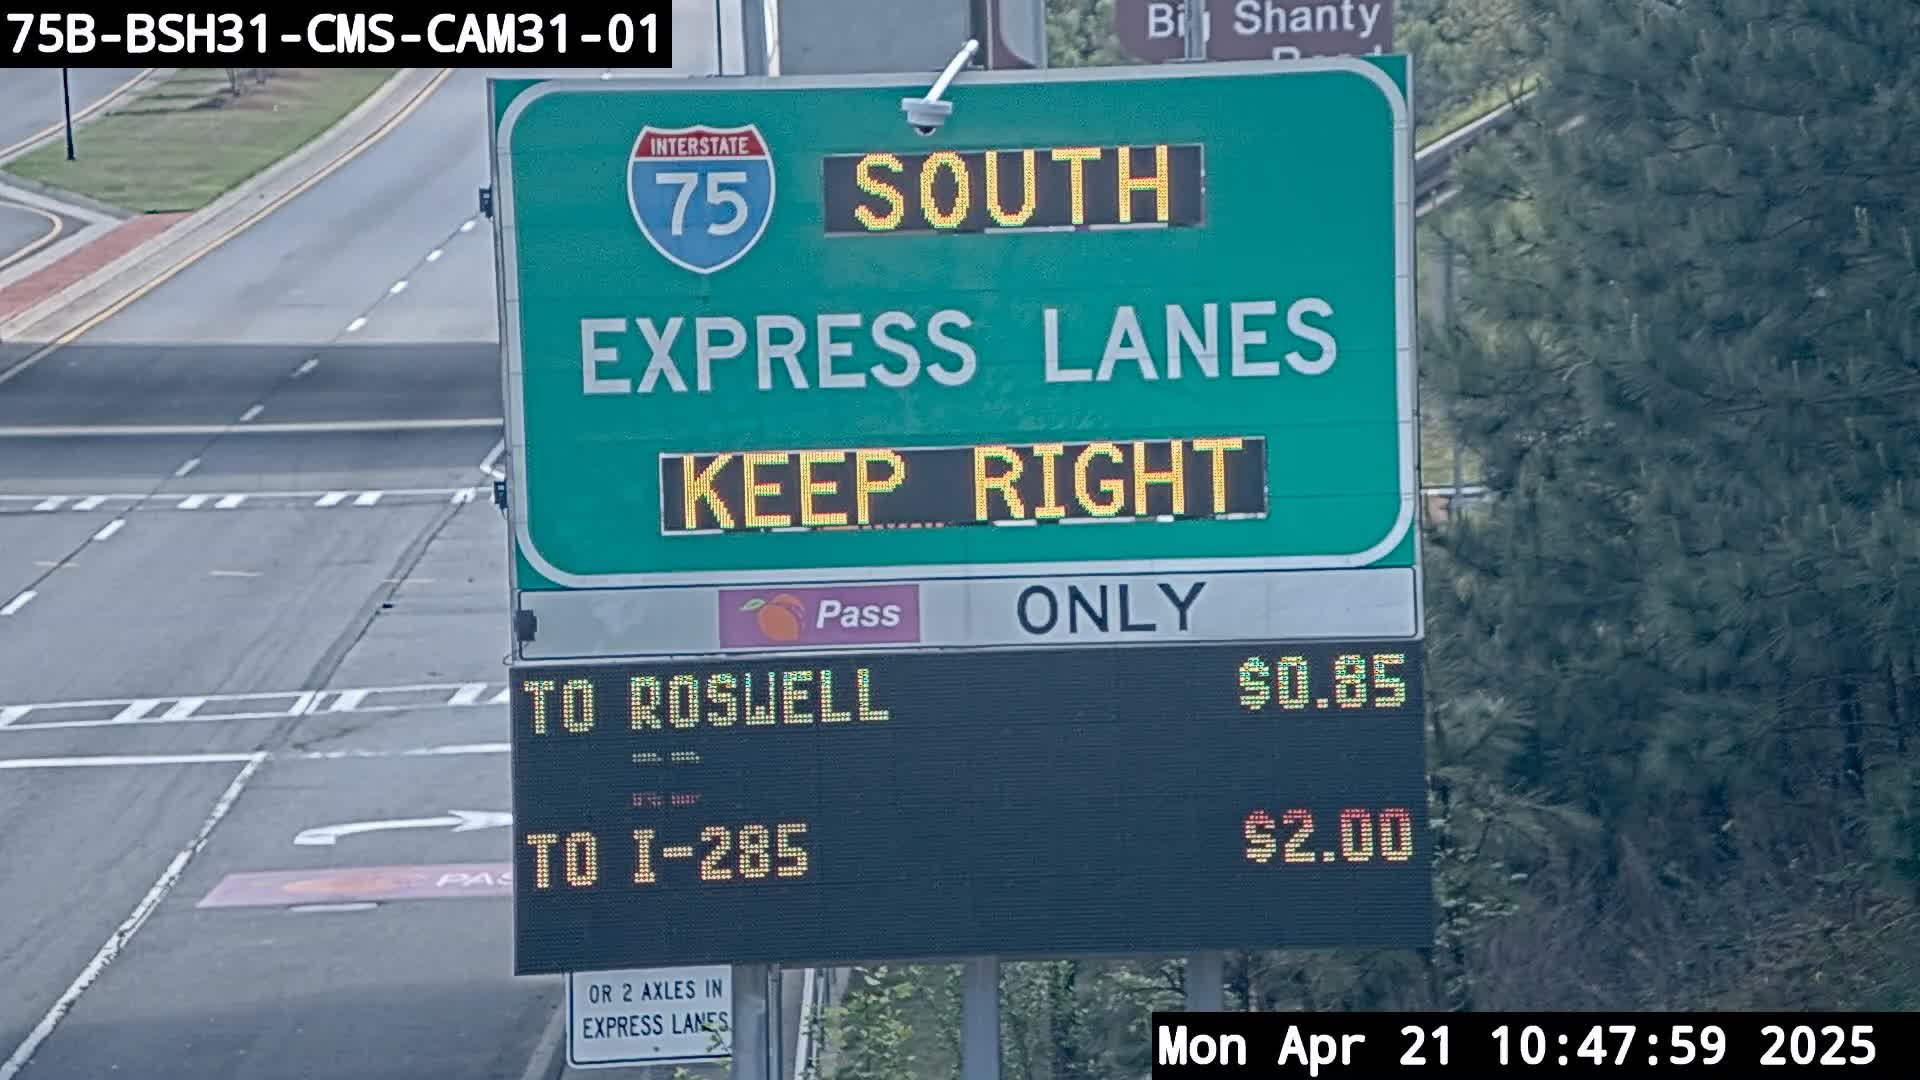 75B-BSH31-CMS-CAM31-01
Big Shanty
Road
INTERSTATE
75
SOUTH
EXPRESS LANES
KEEP RIGHT
Pass
ONLY
TO ROSWELL $0.85
TO I-285 $2.00
OR 2 AXLES IN
EXPRESS LANES
Mon Apr 21 10:47:59 2025